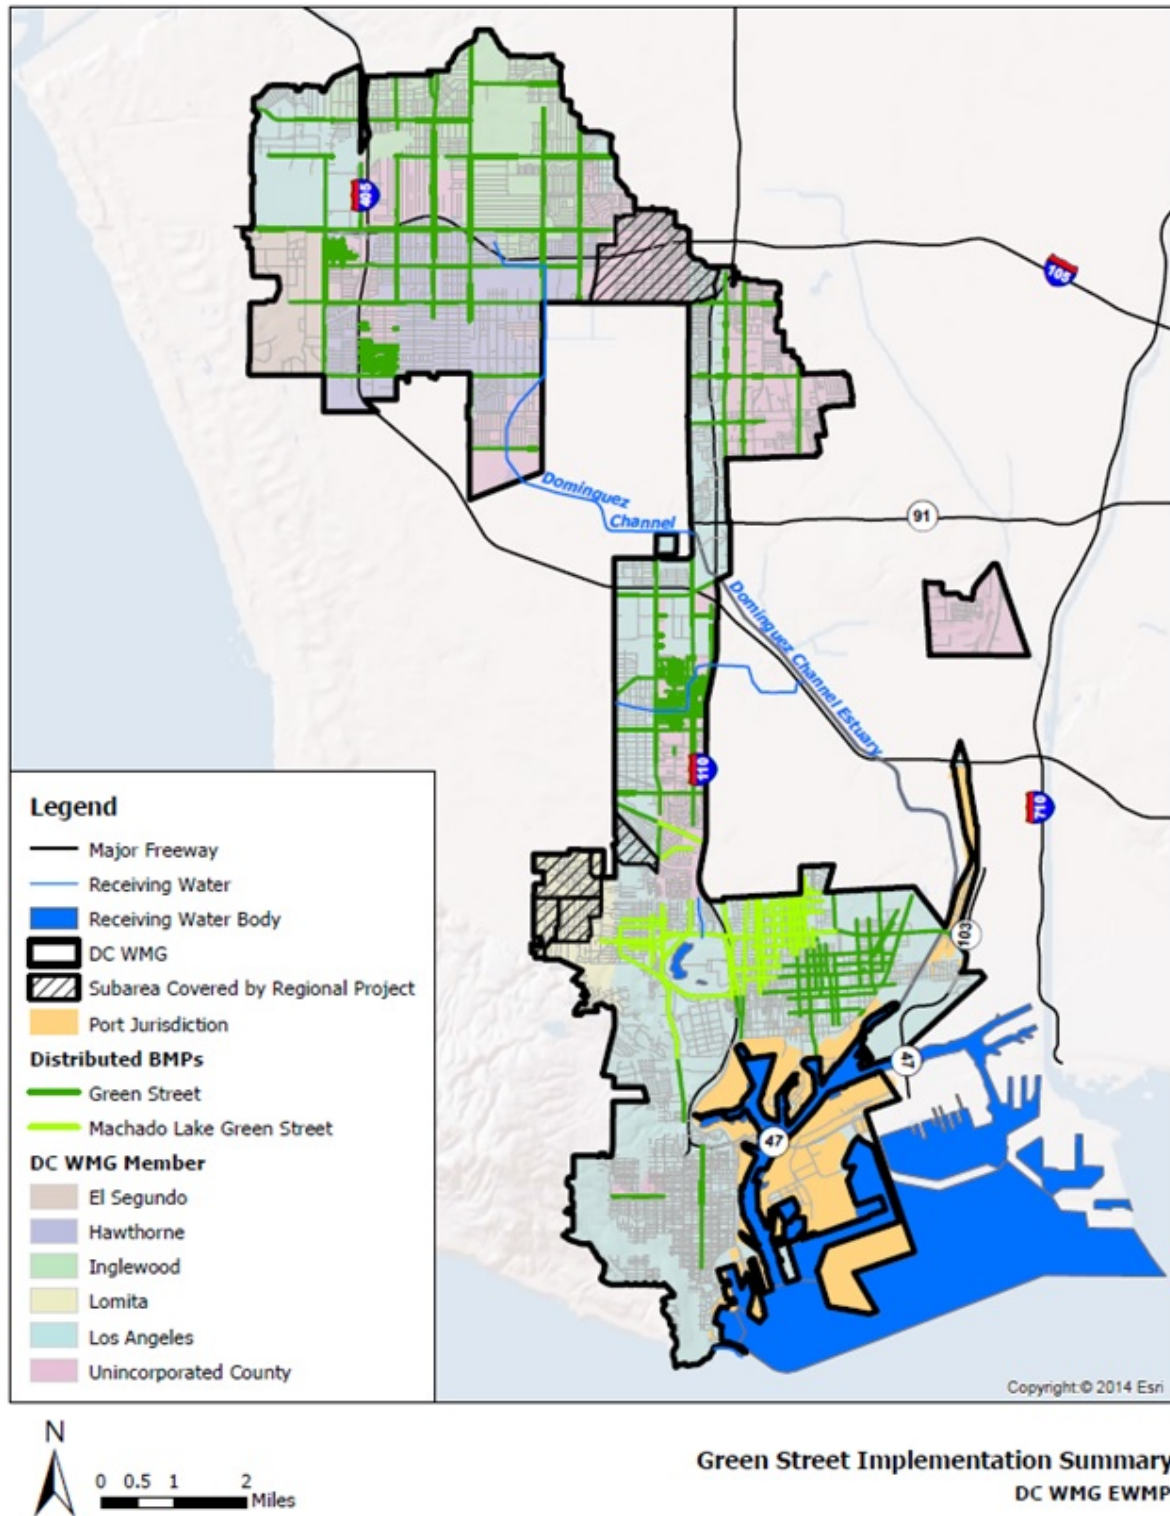 405
105
Dominguez
Channel
91
Dominguez Channel Estuary
110
710
103
47
47
Legend
Major Freeway
Receiving Water
Receiving Water Body
DC WMG
Subarea Covered by Regional Project
Port Jurisdiction
Distributed BMPs
Green Street
Machado Lake Green Street
DC WMG Member
El Segundo
Hawthorne
Inglewood
Lomita
Los Angeles
Unincorporated County
Copyright:© 2014 Esri
N
0 0.5 1 2
Miles
Green Street Implementation Summary
DC WMG EWMP